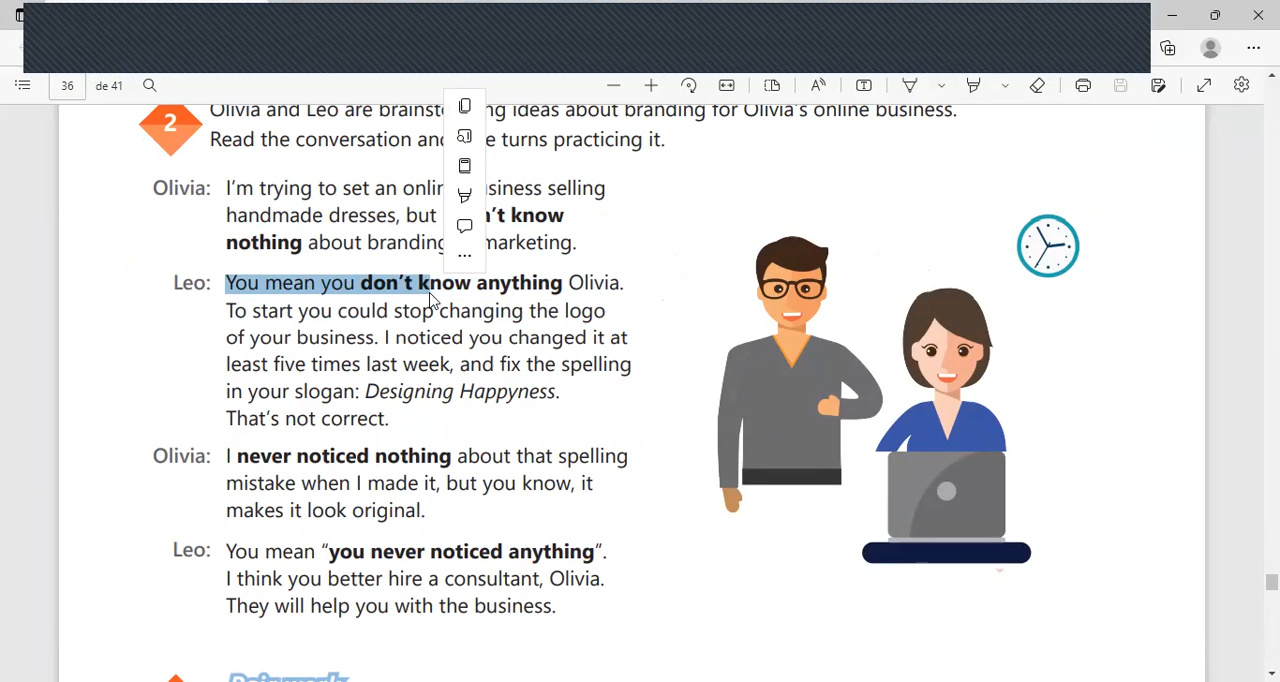 36 de 41
2
Olivia and Leo are brainst ng ideas about branding for Olivia's online business.
Read the conversation an e turns practicing it.
Olivia: I'm trying to set an onlin siness selling
handmade dresses, but n't know
nothing about branding marketing.
Leo: You mean you don't know anything Olivia.
To start you could stop changing the logo
of your business. I noticed you changed it at
least five times last week, and fix the spelling
in your slogan: Designing Happyness.
That's not correct.
Olivia: I never noticed nothing about that spelling
mistake when I made it, but you know, it
makes it look original.
Leo: You mean “you never noticed anything”.
I think you better hire a consultant, Olivia.
They will help you with the business.
Pair work